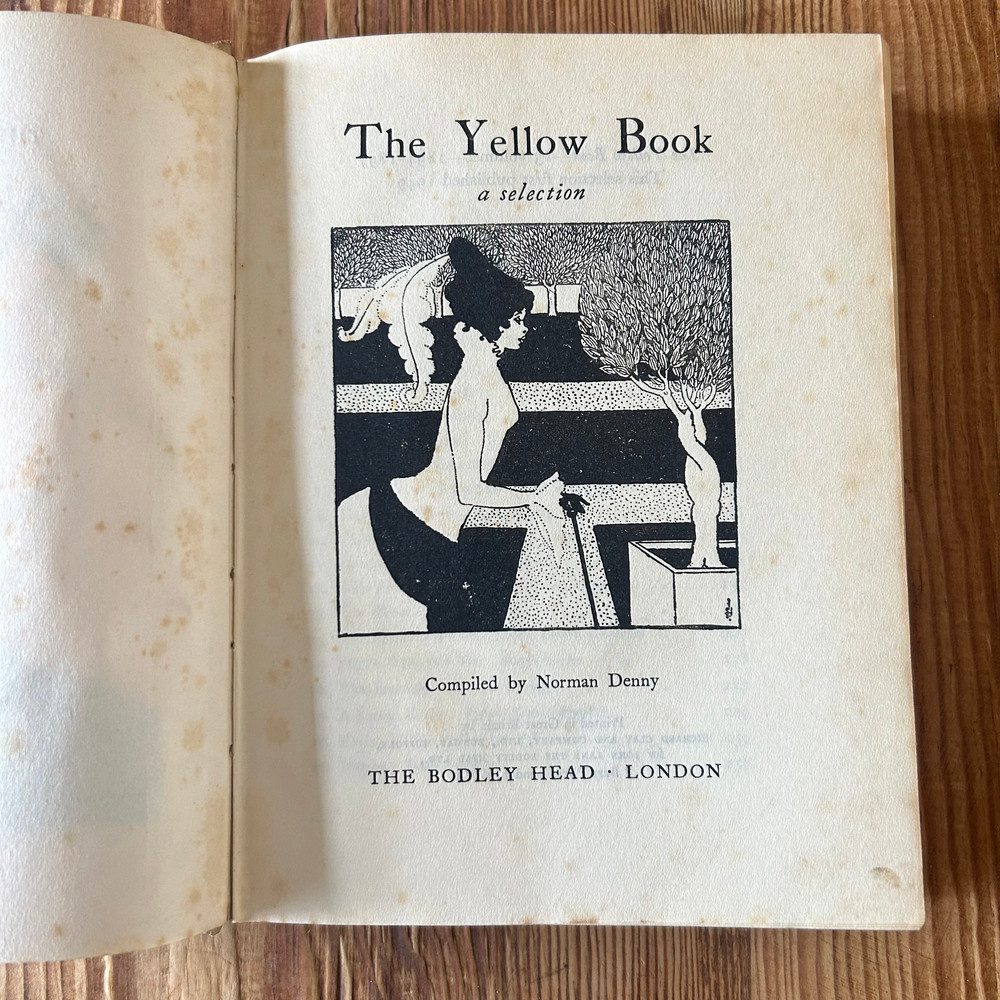 The Yellow Book
a selection
Compiled by Norman Denny
THE BODLEY HEAD · LONDON